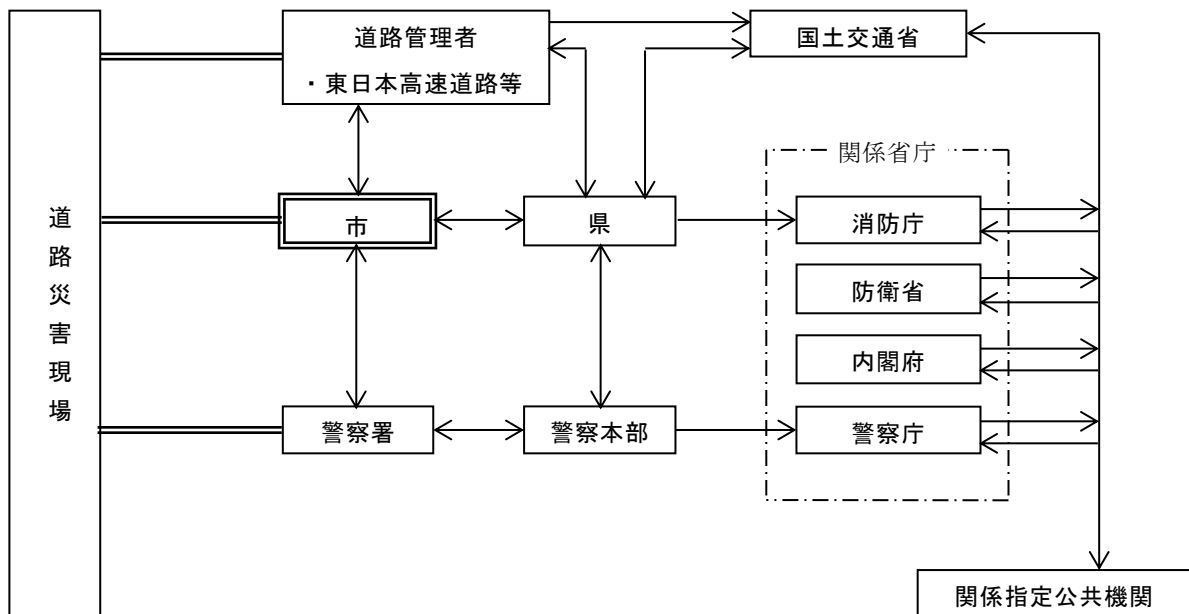 道路管理者
・東日本高速道路等
国土交通省
関係省庁
道路災害現場
市
県
消防庁
防衛省
内閣府
警察署
警察本部
警察庁
関係指定公共機関